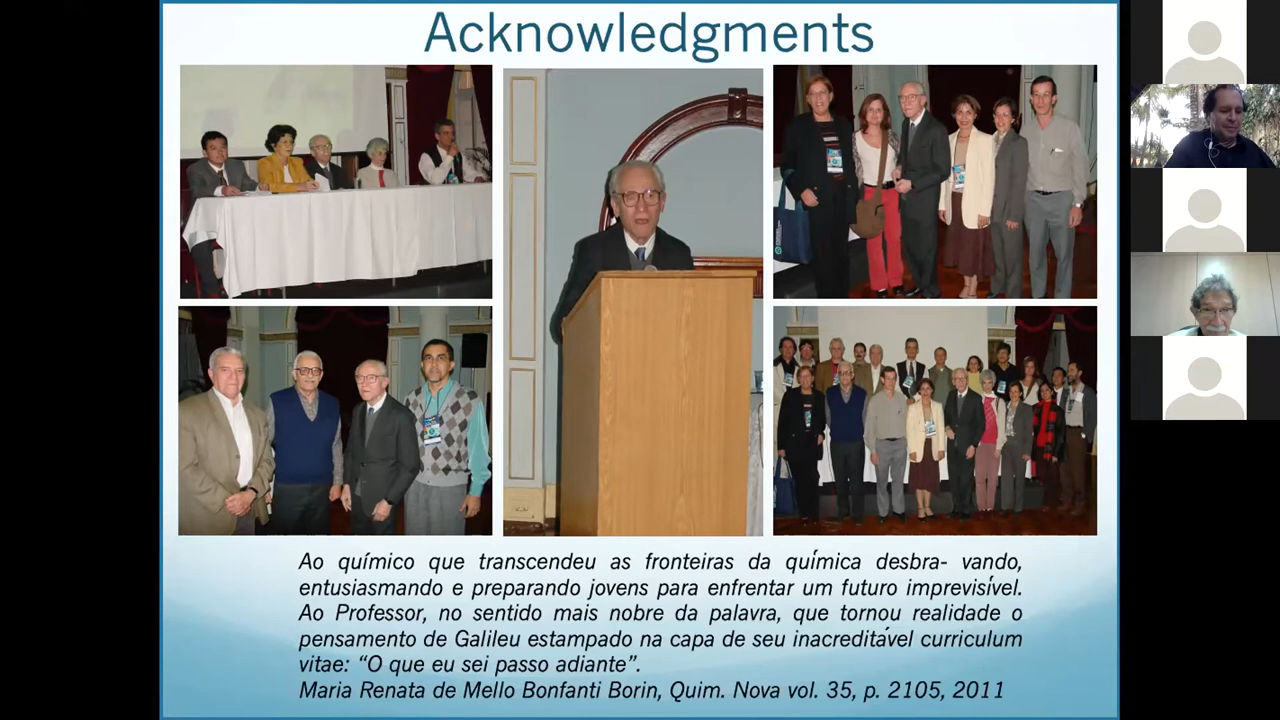 Acknowledgments
Ao químico que transcendeu as fronteiras da química desbra- vando,
entusiasmando e preparando jovens para enfrentar um futuro imprevisível.
Ao Professor, no sentido mais nobre da palavra, que tornou realidade o
pensamento de Galileu estampado na capa de seu inacreditável curriculum
vitae: “O que eu sei passo adiante”.
Maria Renata de Mello Bonfanti Borin, Quim. Nova vol. 35, p. 2105, 2011